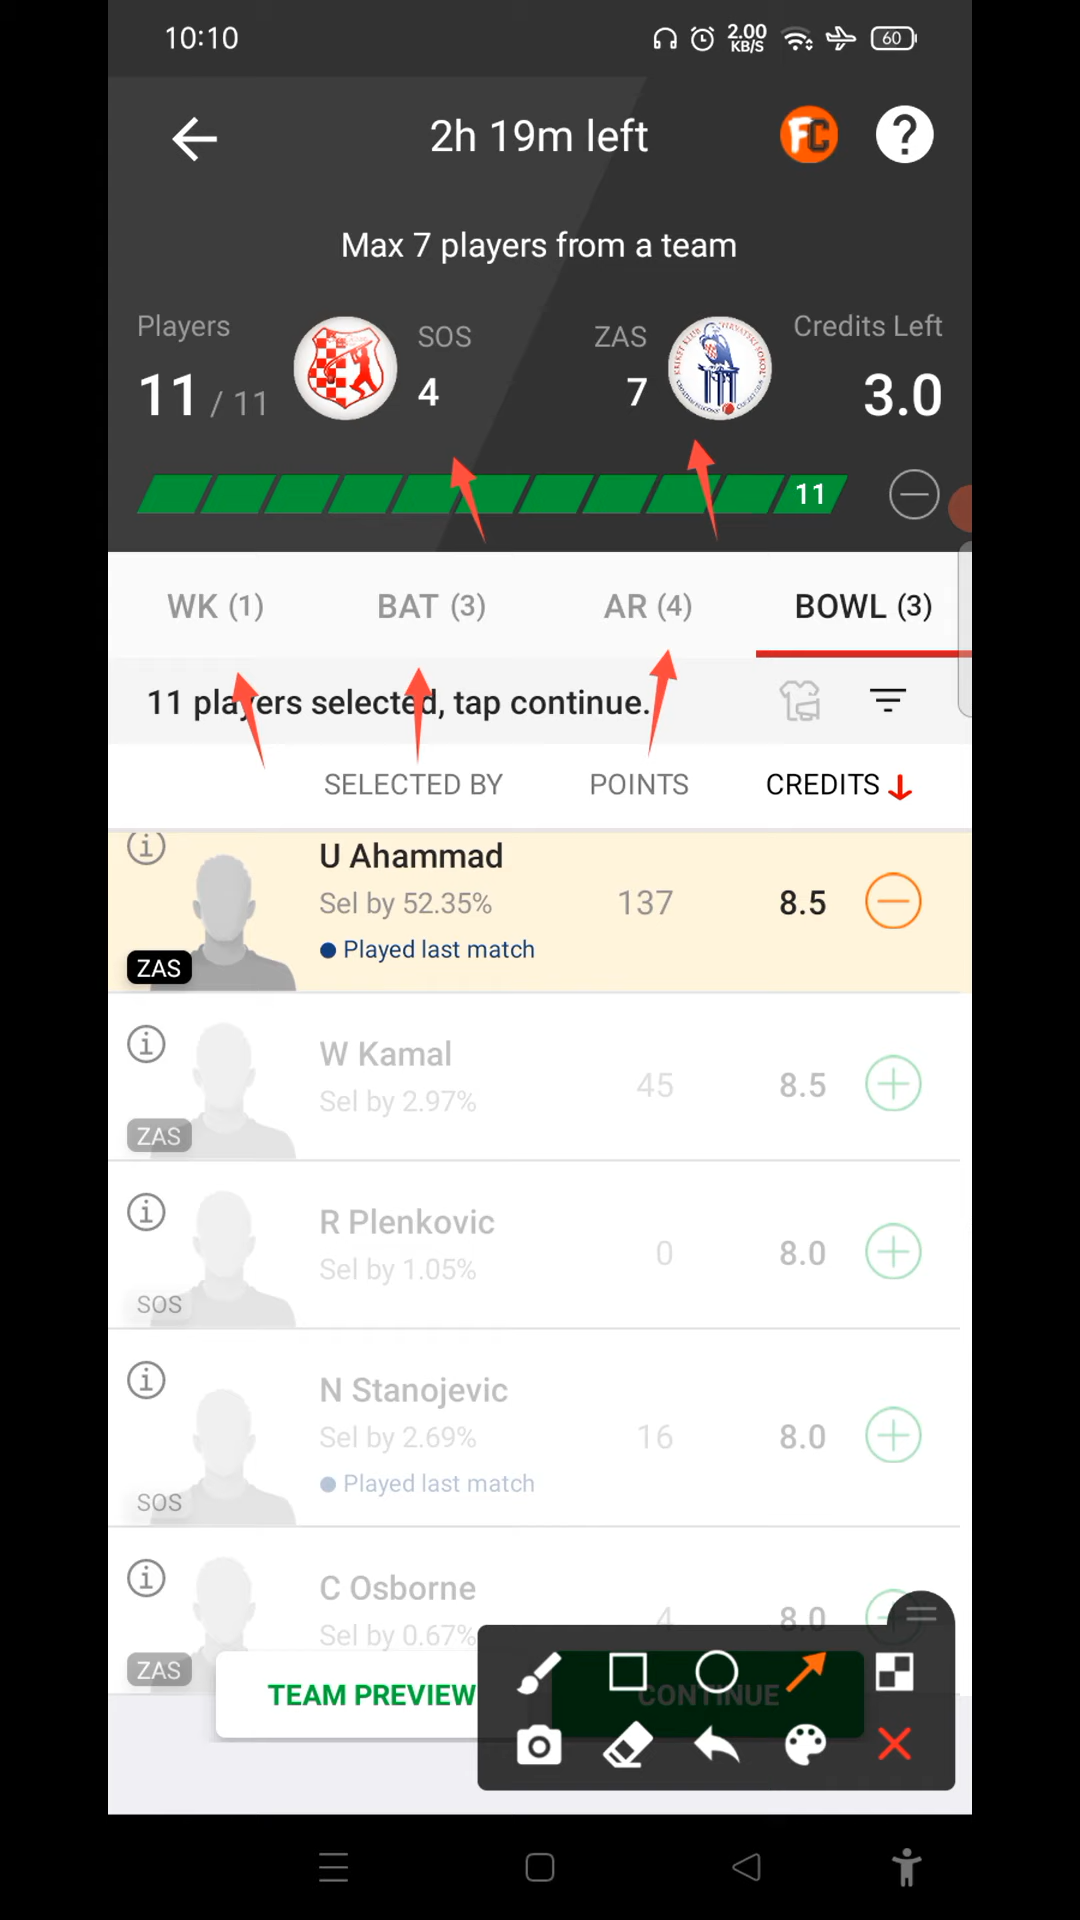 10:10
2.00
KB/S
60
2h 19m left
FC
?
Max 7 players from a team
Players
SOS
ZAS
Credits Left
11 / 11
4
7
3.0
11
WK (1)
BAT (3)
AR (4)
BOWL (3)
11 players selected, tap continue.
SELECTED BY
POINTS
CREDITS
U Ahammad
Sel by 52.35%
137
8.5
Played last match
ZAS
W Kamal
Sel by 2.97%
45
8.5
ZAS
R Plenkovic
Sel by 1.05%
0
8.0
SOS
N Stanojevic
Sel by 2.69%
16
8.0
Played last match
SOS
C Osborne
Sel by 0.67%
4
8.0
ZAS
TEAM PREVIEW
CONTINUE